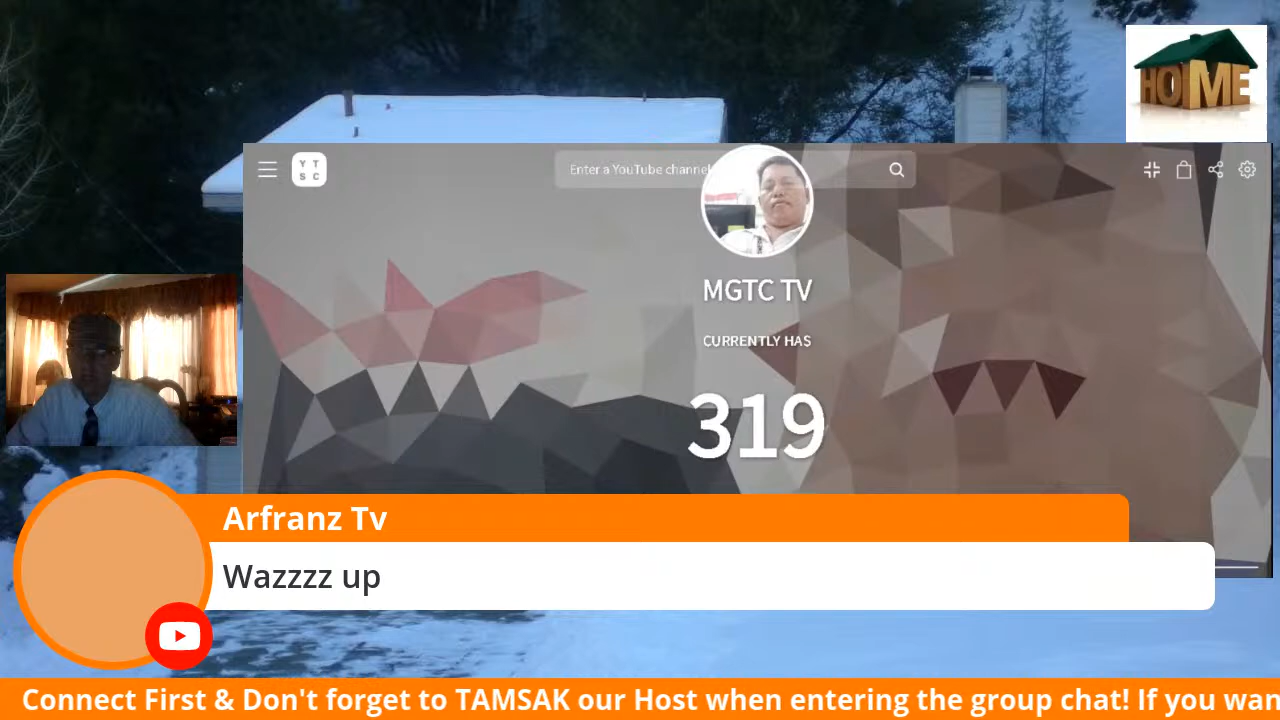 HOME
Y T
S C
Enter a YouTube channel
MGTC TV
CURRENTLY HAS
319
Arfranz Tv
Wazzzz up
Connect First & Don't forget to TAMSAK our Host when entering the group chat! If you wan